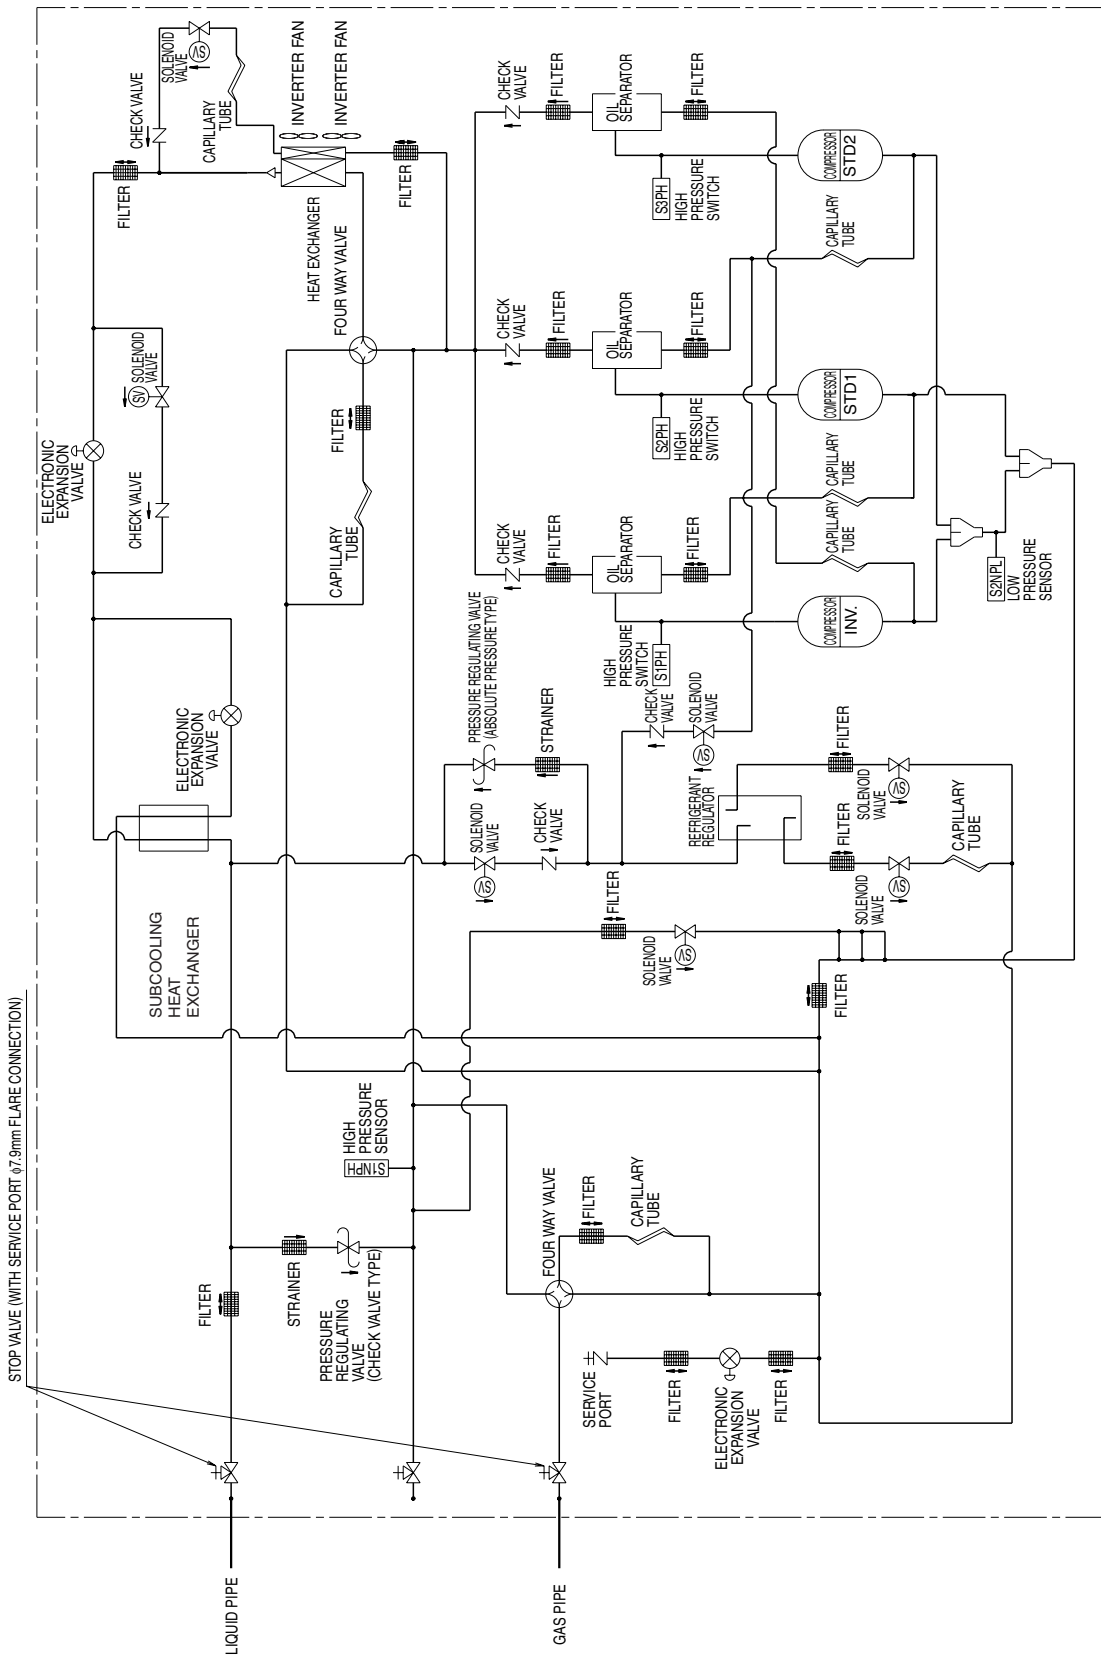 STOP VALVE (WITH SERVICE PORT φ7.9mm FLARE CONNECTION)
LIQUID PIPE
GAS PIPE
FILTER
STRAINER
PRESSURE
REGULATING
VALVE
(CHECK VALVE TYPE)
HIGH
PRESSURE
SENSOR
S1NPH
SERVICE
PORT
FILTER
ELECTRONIC
EXPANSION
VALVE
FILTER
FOUR WAY VALVE
FILTER
CAPILLARY
TUBE
SUBCOOLING
HEAT
EXCHANGER
ELECTRONIC
EXPANSION
VALVE
FILTER
SOLENOID
VALVE
SV
FILTER
SOLENOID
VALVE
SV
CHECK
VALVE
PRESSURE REGULATING VALVE
(ABSOLUTE PRESSURE TYPE)
STRAINER
REFRIGERANT
REGULATOR
FILTER
SOLENOID
VALVE
SV
CAPILLARY
TUBE
FILTER
SOLENOID
VALVE
SV
CHECK
VALVE
SOLENOID
VALVE
SV
ELECTRONIC
EXPANSION
VALVE
CHECK VALVE
SV
SOLENOID
VALVE
FILTER
CHECK VALVE
SOLENOID
VALVE
SV
CAPILLARY
TUBE
INVERTER FAN
INVERTER FAN
HEAT EXCHANGER
FILTER
FOUR WAY VALVE
FILTER
CAPILLARY
TUBE
CHECK
VALVE
FILTER
OIL
SEPARATOR
FILTER
HIGH
PRESSURE
SWITCH
S1PH
COMPRESSOR
INV.
CAPILLARY
TUBE
CHECK
VALVE
FILTER
OIL
SEPARATOR
FILTER
S2PH
HIGH
PRESSURE
SWITCH
COMPRESSOR
STD1
CAPILLARY
TUBE
CHECK
VALVE
FILTER
OIL
SEPARATOR
FILTER
S3PH
HIGH
PRESSURE
SWITCH
COMPRESSOR
STD2
CAPILLARY
TUBE
S2NPL
LOW
PRESSURE
SENSOR